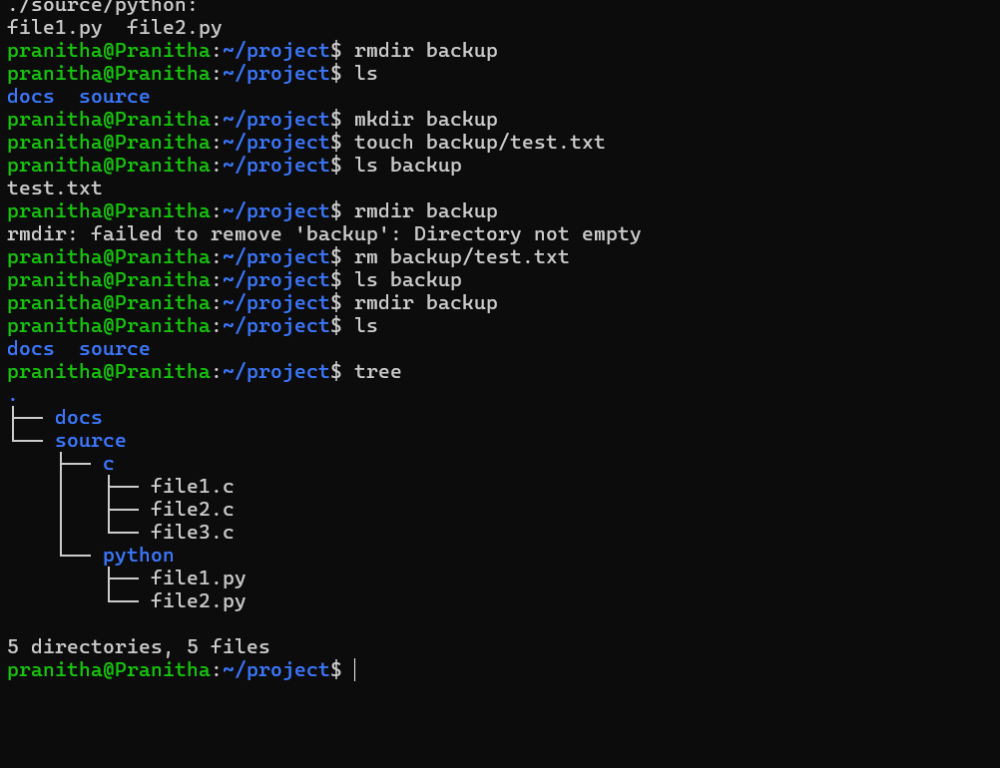 ./source/python:
file1.py  file2.py
pranitha@Pranitha:~/project$ rmdir backup
pranitha@Pranitha:~/project$ ls
docs  source
pranitha@Pranitha:~/project$ mkdir backup
pranitha@Pranitha:~/project$ touch backup/test.txt
pranitha@Pranitha:~/project$ ls backup
test.txt
pranitha@Pranitha:~/project$ rmdir backup
rmdir: failed to remove 'backup': Directory not empty
pranitha@Pranitha:~/project$ rm backup/test.txt
pranitha@Pranitha:~/project$ ls backup
pranitha@Pranitha:~/project$ rmdir backup
pranitha@Pranitha:~/project$ ls
docs  source
pranitha@Pranitha:~/project$ tree
.
├── docs
└── source
    ├── c
    │   ├── file1.c
    │   ├── file2.c
    │   └── file3.c
    └── python
        ├── file1.py
        └── file2.py

5 directories, 5 files
pranitha@Pranitha:~/project$